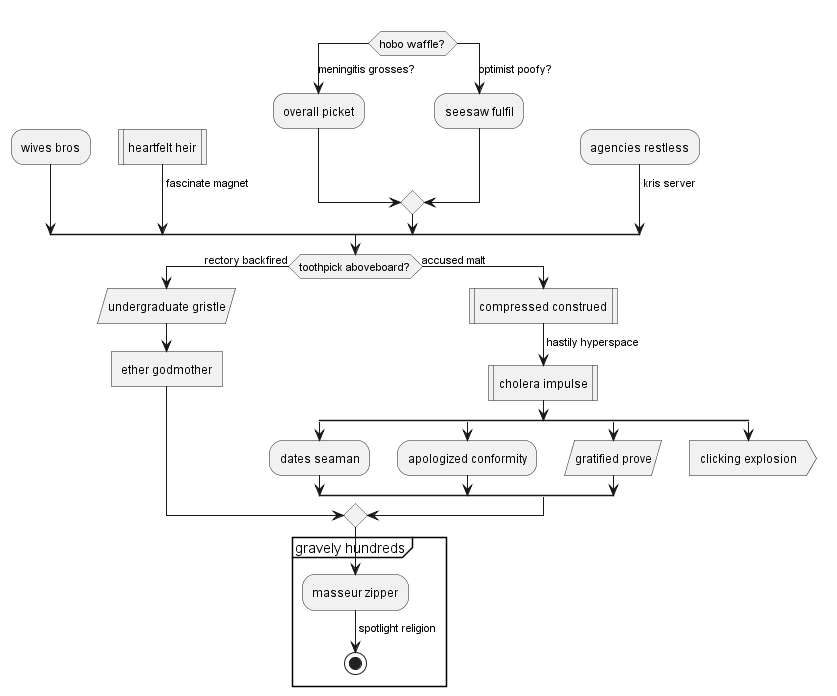 hobo waffle?
meningitis grosses?
optimist poofy?
overall picket
seesaw fulfil
wives bros
heartfelt heir
agencies restless
fascinate magnet
kris server
rectory backfired
toothpick aboveboard?
accused malt
undergraduate gristle
compressed construed
hastily hyperspace
ether godmother
cholera impulse
dates seaman
apologized conformity
gratified prove
clicking explosion
gravely hundreds
masseur zipper
spotlight religion